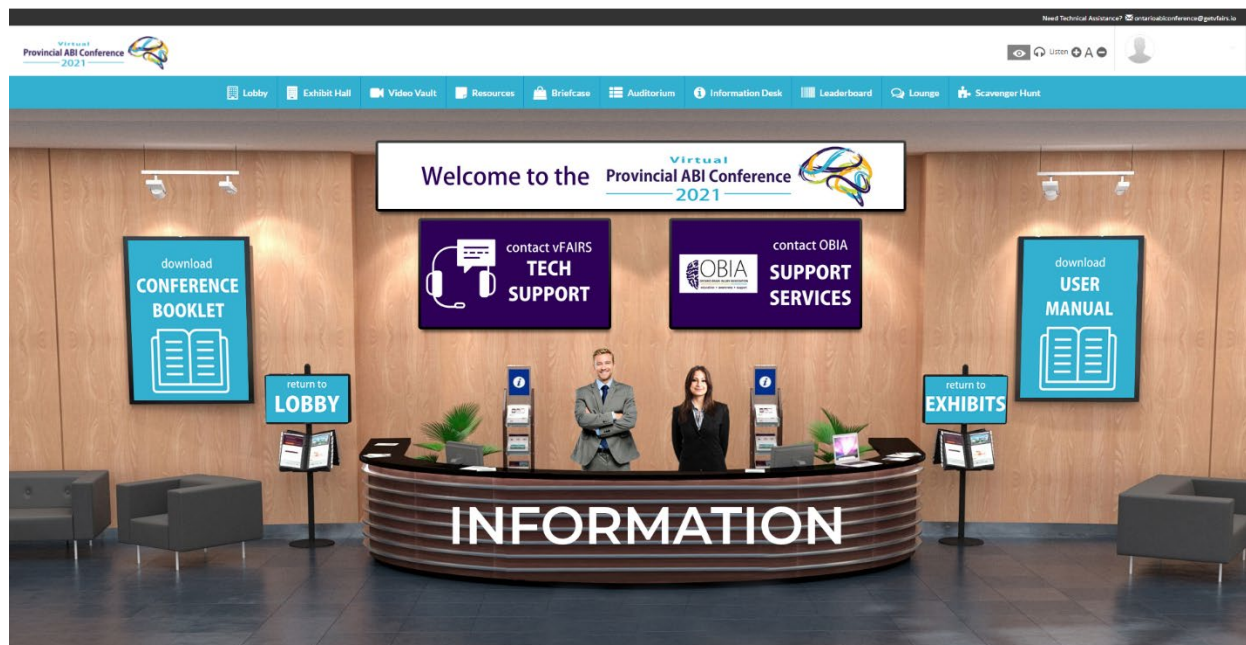 Need Technical Assistance? ontarioabiconference@getvfairs.io
Virtual
Provincial ABI Conference
2021
Listen A
Lobby Exhibit Hall Video Vault Resources Briefcase Auditorium Information Desk Leaderboard Lounge Scavenger Hunt
Welcome to the
Virtual
Provincial ABI Conference
2021
contact vFAIRS
TECH
SUPPORT
OBIA
contact OBIA
SUPPORT
SERVICES
download
CONFERENCE
BOOKLET
download
USER
MANUAL
return to
LOBBY
return to
EXHIBITS
i
i
INFORMATION